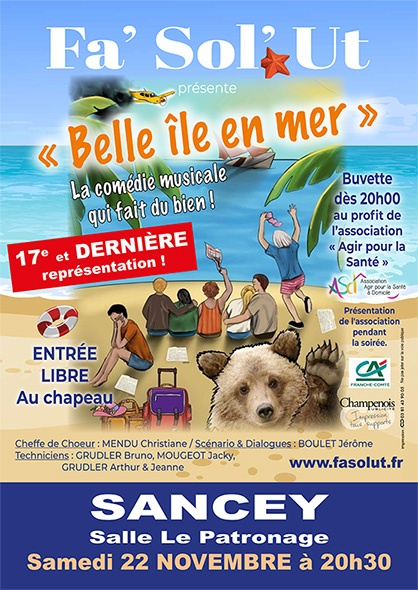 Fa' Sol' Ut
présente
« Belle île en mer »
La comédie musicale
qui fait du bien !
17e et DERNIÈRE
représentation !
Buvette
dès 20h00
au profit de
l'association
« Agir pour la
Santé »
ASD
Association
Agir pour la Santé
à Domicile
Présentation
de l'association
pendant
la soirée.
ENTRÉE
LIBRE
Au chapeau
CA
FRANCHE-COMTÉ
Champenois
Impression
tous supports
Cheffe de Choeur : MENDU Christiane / Scénario & Dialogues : BOULET Jérôme
Techniciens : GRUDLER Bruno, MOUGEOT Jacky,
GRUDLER Arthur & Jeanne
www.fasolut.fr
SANCEY
Salle Le Patronage
Samedi 22 NOVEMBRE à 20h30